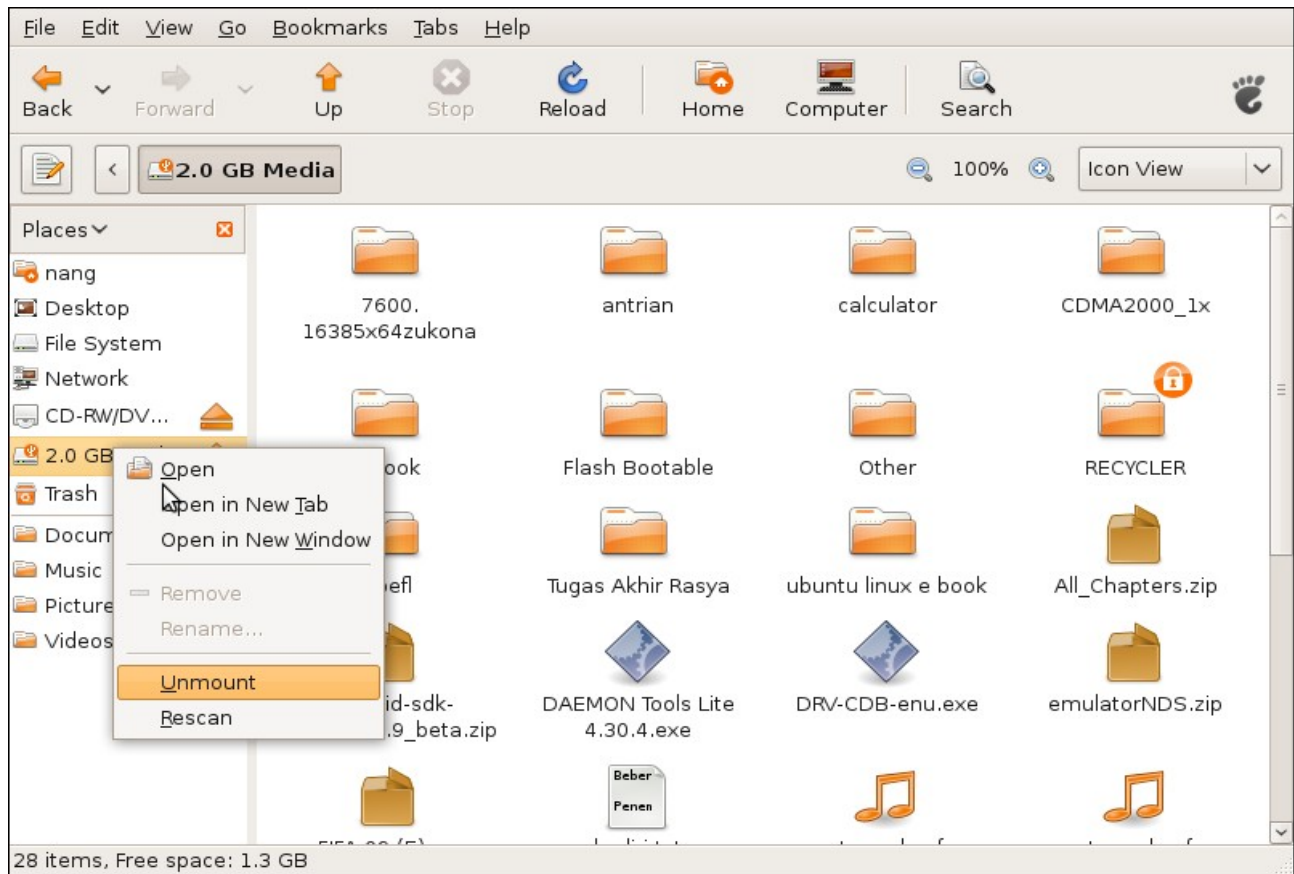 File Edit View Go Bookmarks Tabs Help
Back Forward Up Stop Reload Home Computer Search
2.0 GB Media 100% Icon View
Places
nang
Desktop
File System
Network
CD-RW/DV...
2.0 GB
Trash
Docum
Music
Picture
Videos
Open
Open in New Tab
Open in New Window
Remove
Rename...
Unmount
Rescan
7600.
16385x64zukona
antrian
calculator
CDMA2000_1x
ook
Flash Bootable
Other
RECYCLER
efl
Tugas Akhir Rasya
ubuntu linux e book
All_Chapters.zip
id-sdk-
.9_beta.zip
DAEMON Tools Lite
4.30.4.exe
DRV-CDB-enu.exe
emulatorNDS.zip
Beber
Penen
28 items, Free space: 1.3 GB